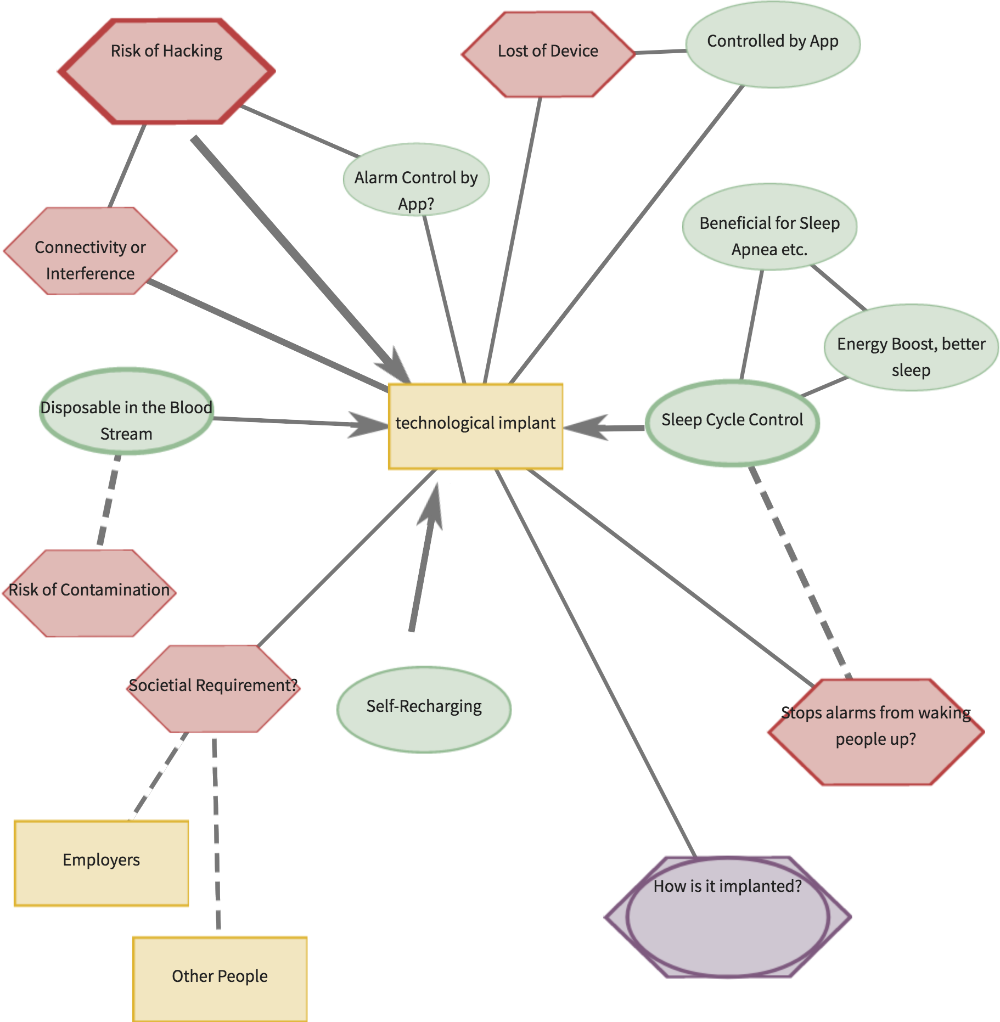 Risk of Hacking
Lost of Device
Controlled by App
Alarm Control by
App?
Connectivity or
Interference
Beneficial for Sleep
Apnea etc.
Energy Boost, better
sleep
Disposable in the Blood
Stream
technological implant
Sleep Cycle Control
Risk of Contamination
Societial Requirement?
Self-Recharging
Stops alarms from waking
people up?
Employers
How is it implanted?
Other People